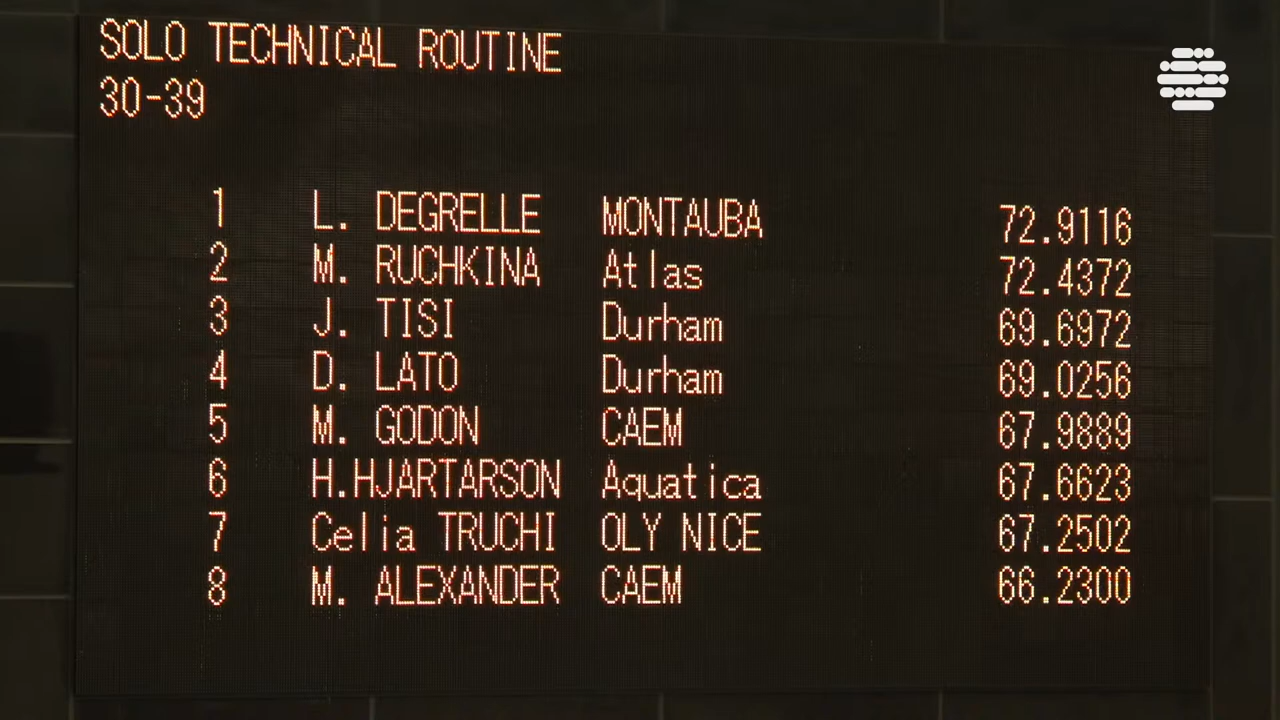 SOLO TECHNICAL ROUTINE
30-39
1 L. DEGRELLE MONTAUBA 72.9116
2 M. RUCHKINA Atlas 72.4372
3 J. TISI Durham 69.6972
4 D. LATO Durham 69.0256
5 M. GODON CAEM 67.9889
6 H.HJARTARSON Aquatica 67.6623
7 Celia TRUCHI OLY NICE 67.2502
8 M. ALEXANDER CAEM 66.2300